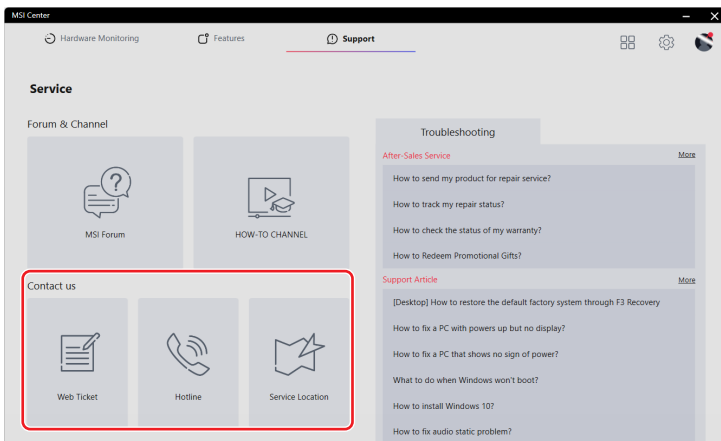 MSI Center
Hardware Monitoring
Features
Support
Service
Forum & Channel
MSI Forum
HOW-TO CHANNEL
Contact us
Web Ticket
Hotline
Service Location
Troubleshooting
After-Sales Service
More
How to send my product for repair service?
How to track my repair status?
How to check the status of my warranty?
How to Redeem Promotional Gifts?
Support Article
More
[Desktop] How to restore the default factory system through F3 Recovery
How to fix a PC with powers up but no display?
How to fix a PC that shows no sign of power?
What to do when Windows won't boot?
How to install Windows 10?
How to fix audio static problem?